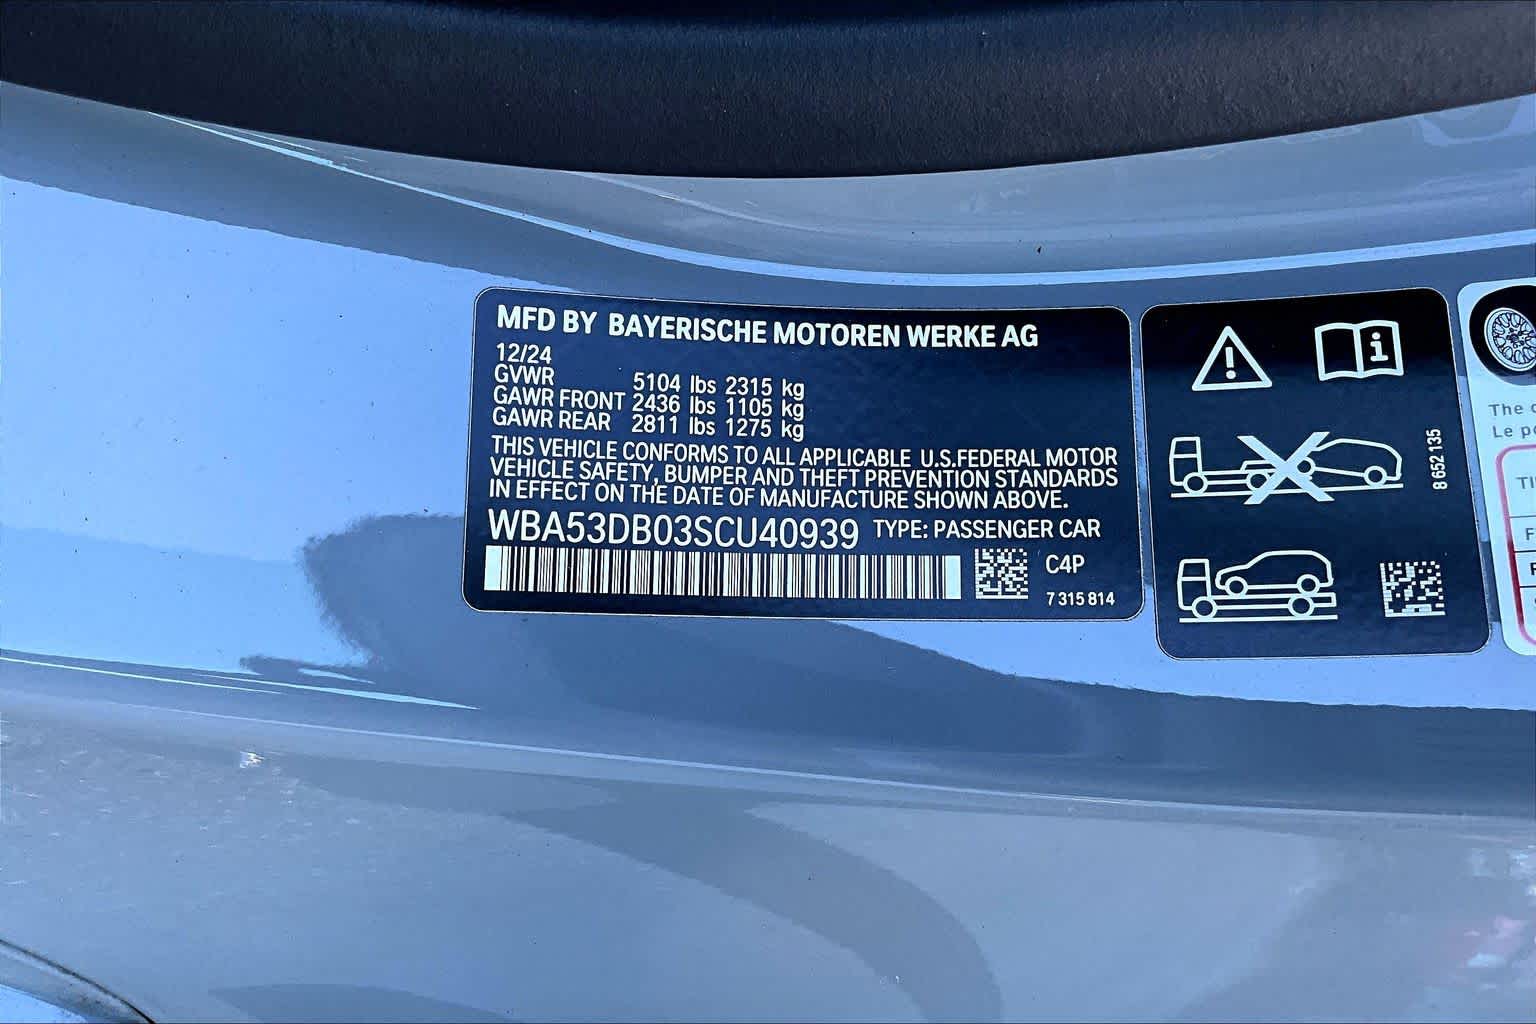 MFD BY BAYERISCHE MOTOREN WERKE AG
12/24
GVWR 5104 lbs 2315 kg
GAWR FRONT 2436 lbs 1105 kg
GAWR REAR 2811 lbs 1275 kg
THIS VEHICLE CONFORMS TO ALL APPLICABLE U.S.FEDERAL MOTOR
VEHICLE SAFETY, BUMPER AND THEFT PREVENTION STANDARDS
IN EFFECT ON THE DATE OF MANUFACTURE SHOWN ABOVE.
WBA53DB03SCU40939 TYPE: PASSENGER CAR
C4P
7 315 814
8 652 135
The
Le